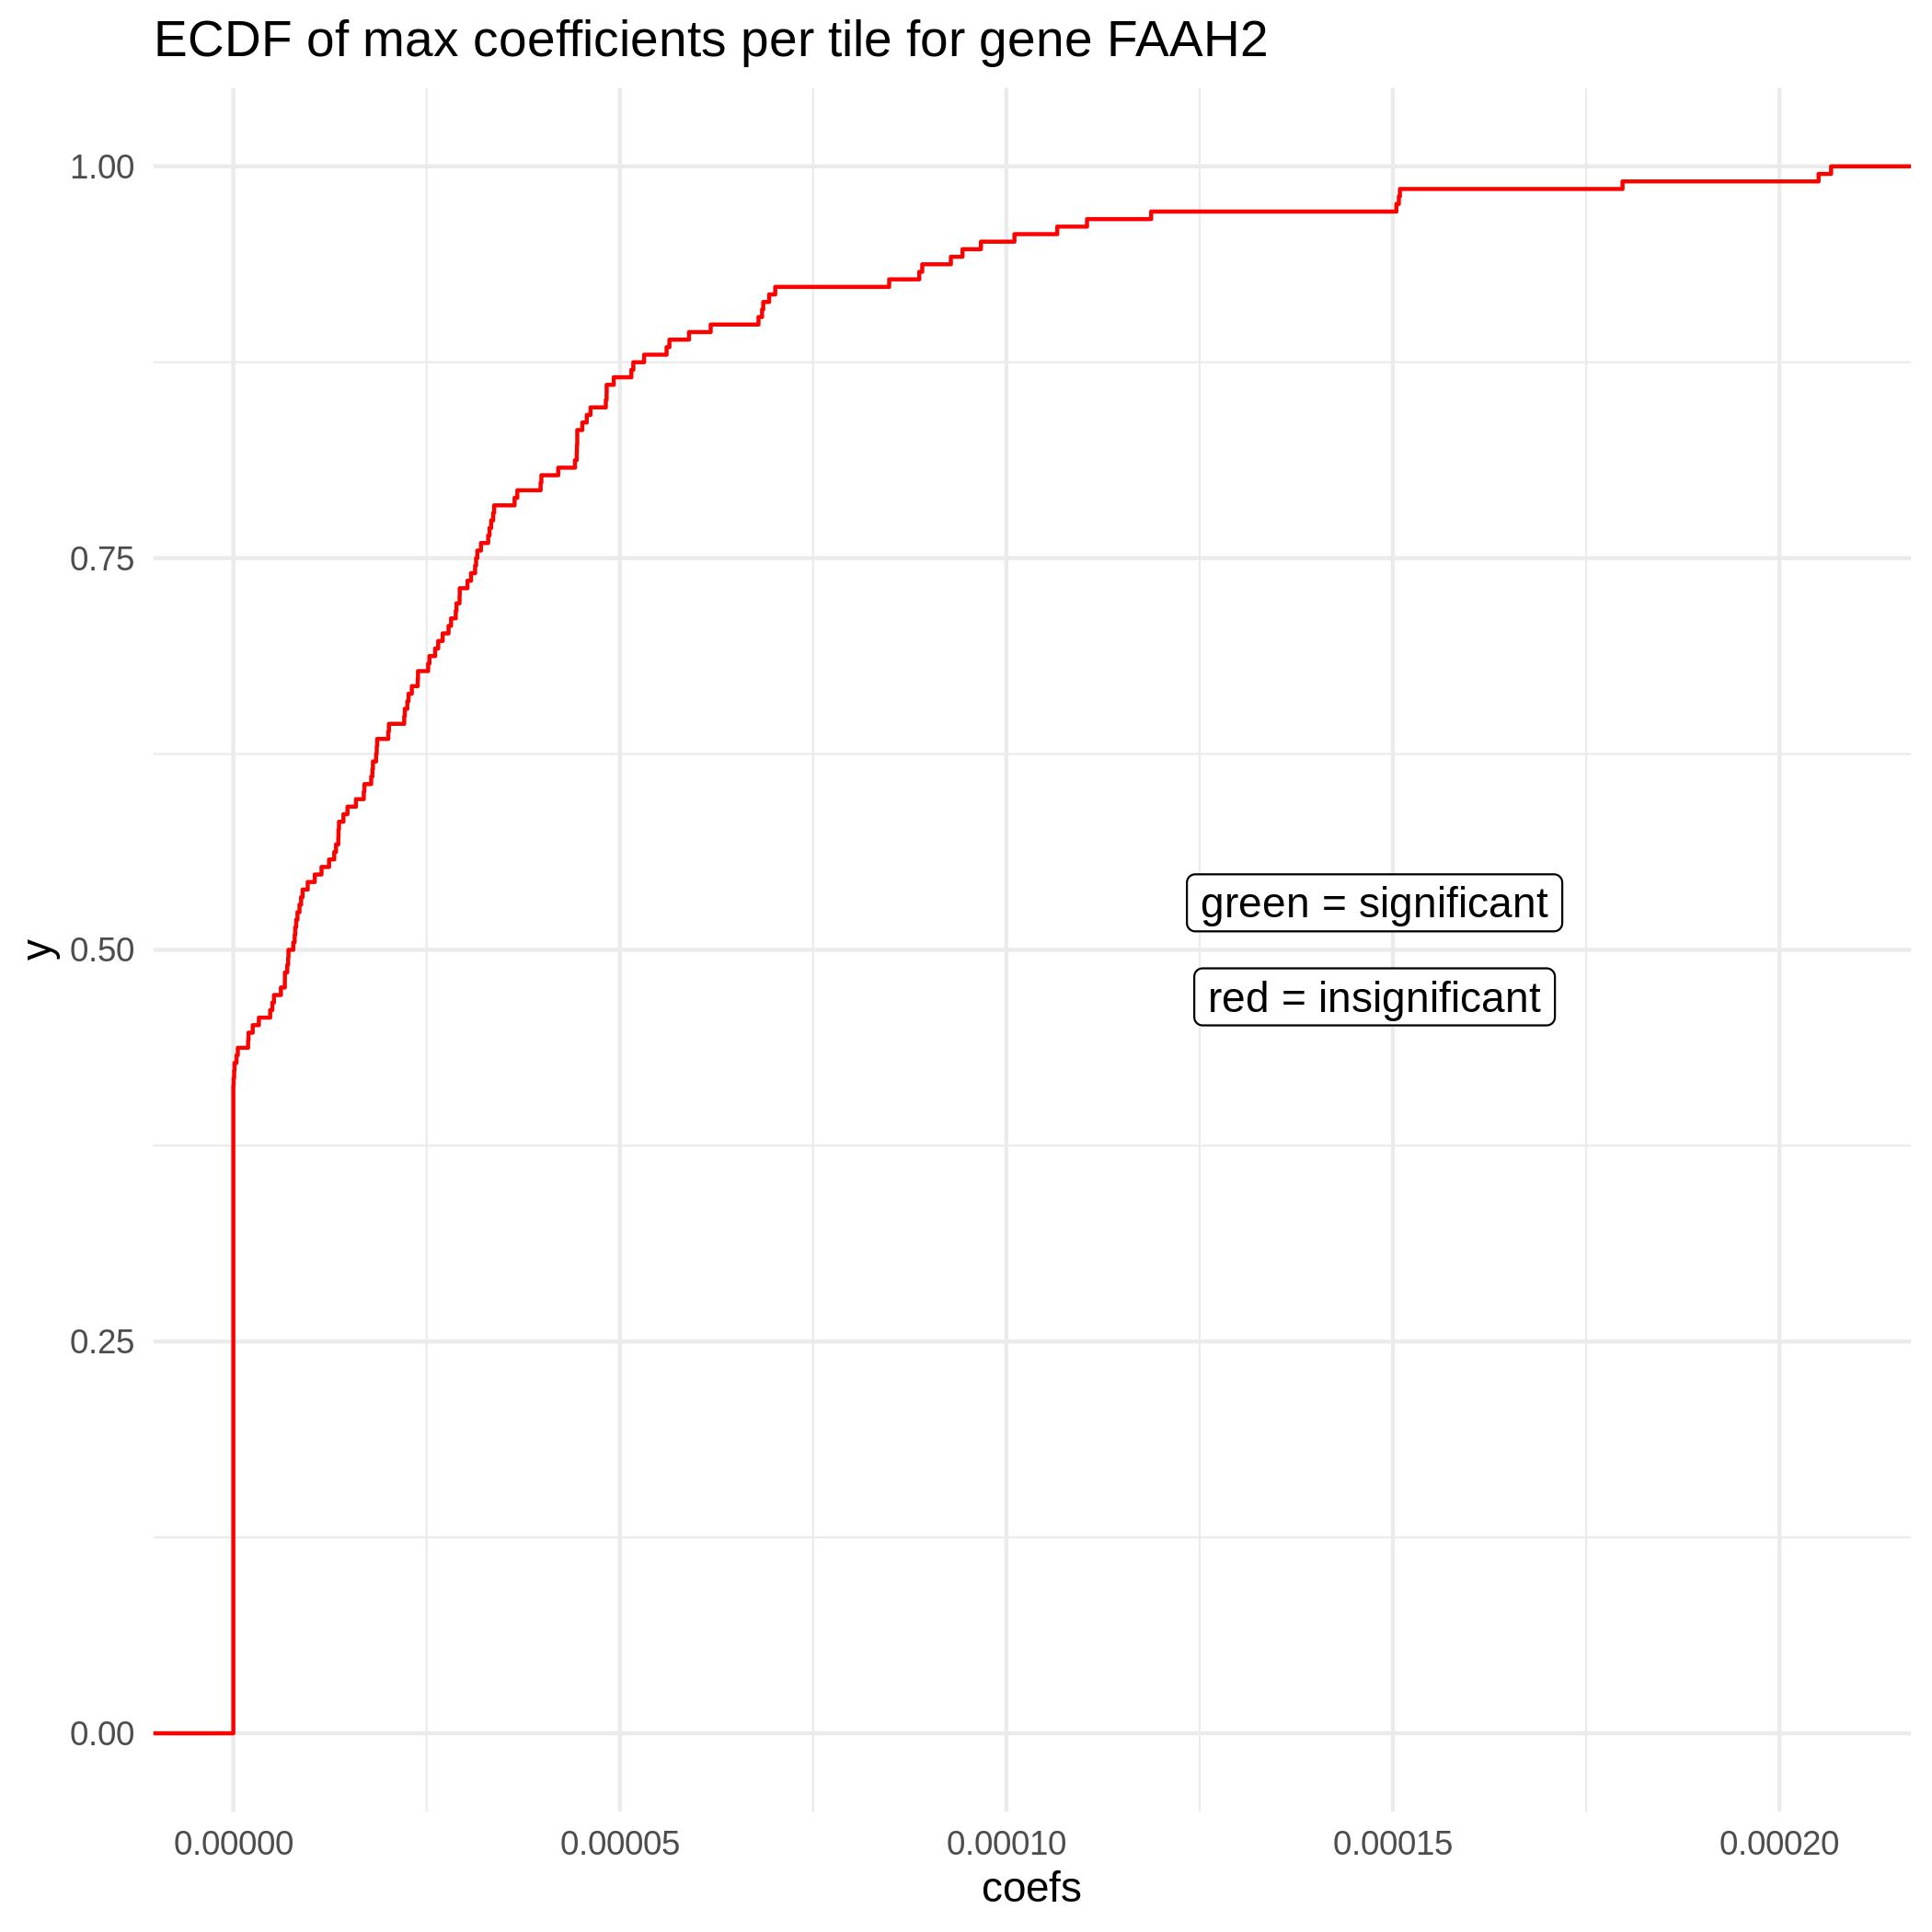 ECDF of max coefficients per tile for gene FAAH2
1.00
0.75
0.50
0.25
0.00
y
green = significant
red = insignificant
0.00000
0.00005
0.00010
0.00015
0.00020
coefs